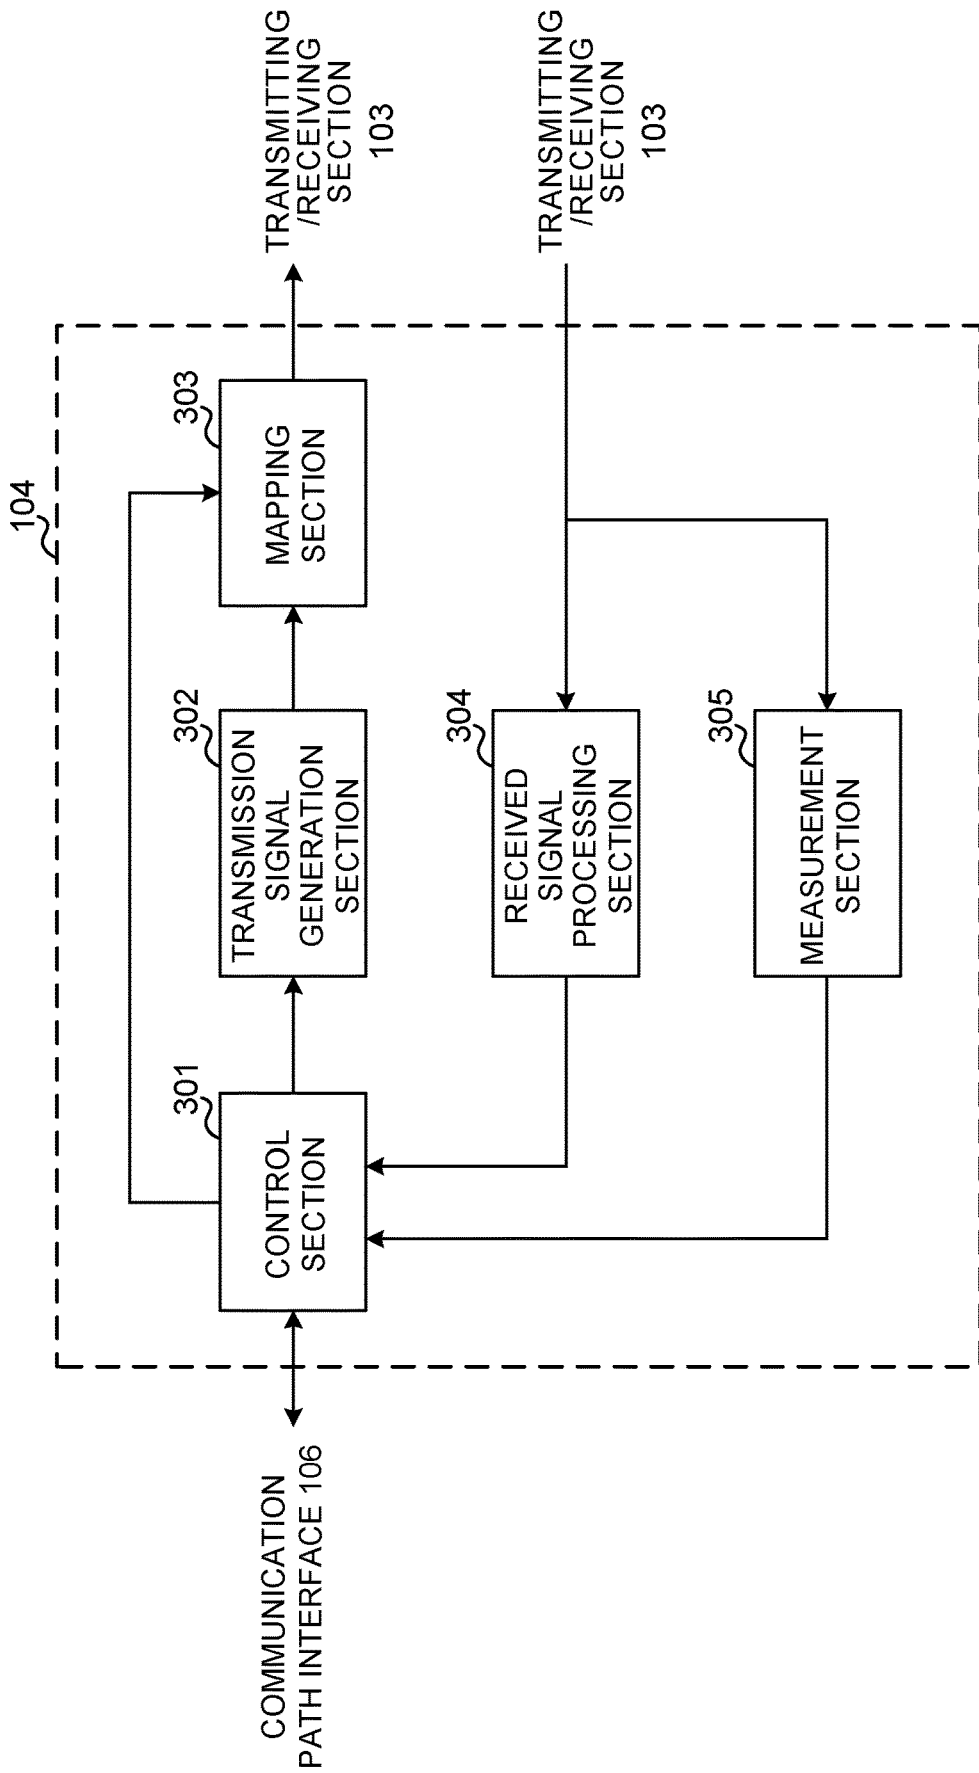 104
301
CONTROL
SECTION
302
TRANSMISSION
SIGNAL
GENERATION
SECTION
303
MAPPING
SECTION
TRANSMITTING
/RECEIVING
SECTION
103
COMMUNICATION
PATH INTERFACE 106
304
RECEIVED
SIGNAL
PROCESSING
SECTION
TRANSMITTING
/RECEIVING
SECTION
103
305
MEASUREMENT
SECTION